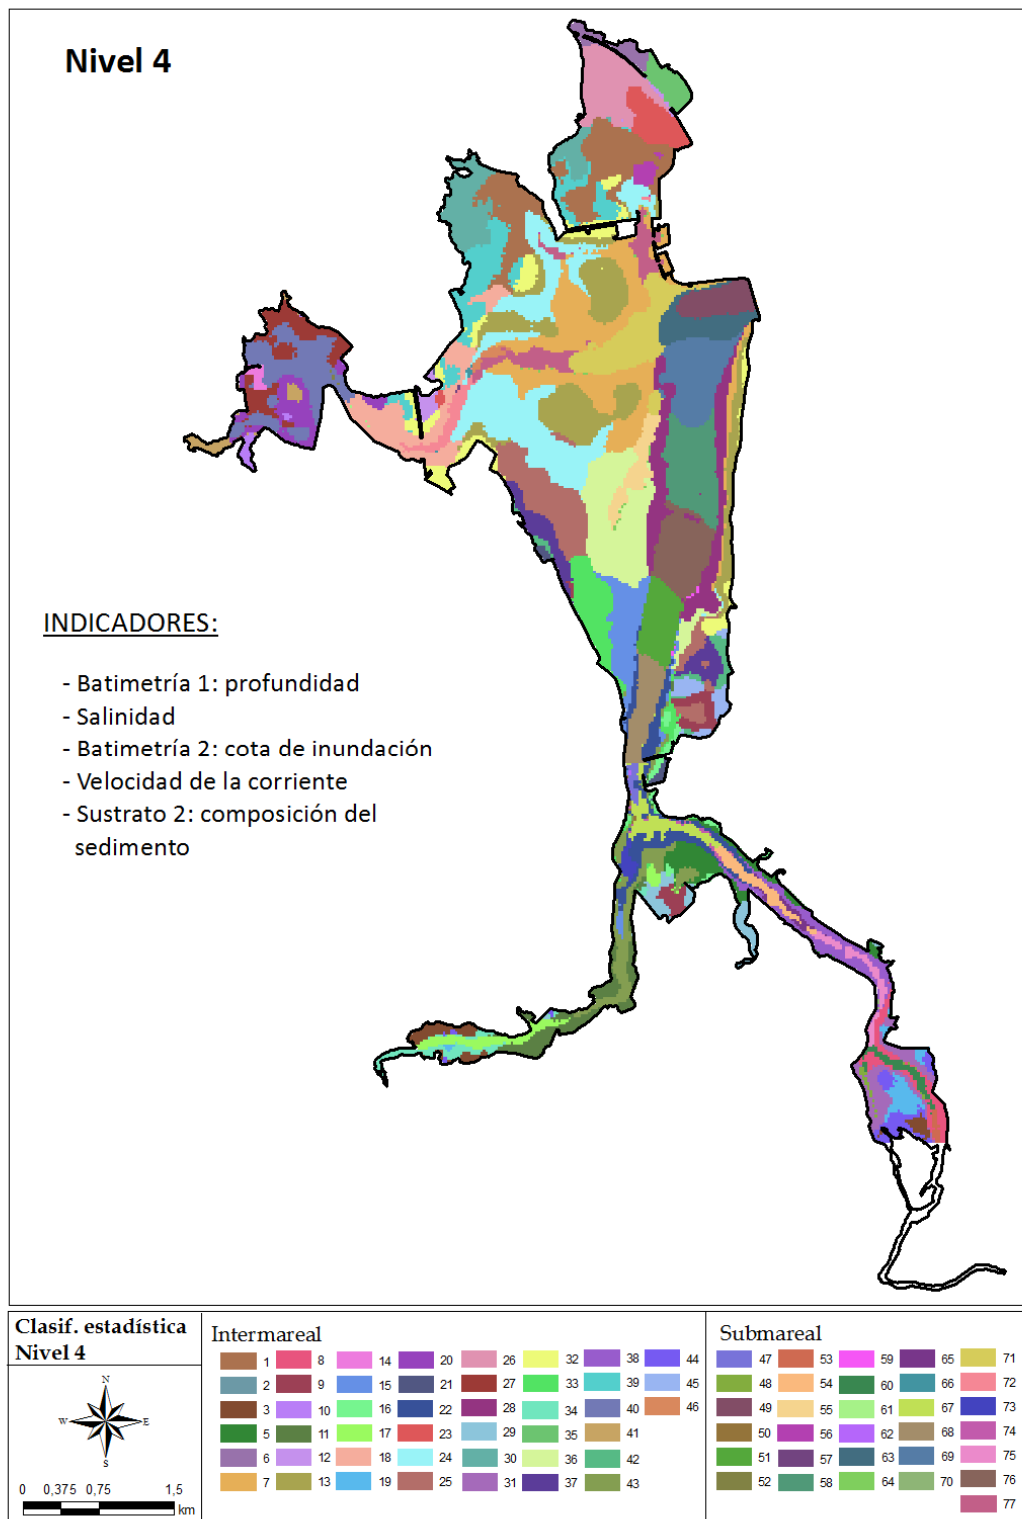 Nivel 4
INDICADORES:
- Batimetría 1: profundidad
- Salinidad
- Batimetría 2: cota de inundación
- Velocidad de la corriente
- Sustrato 2: composición del
sedimento
Clasif. estadística
Nivel 4
N
W E
S
0 0,375 0,75 1,5
km
Intermareal
1 8 14 20 26 32 38 44
2 9 15 21 27 33 39 45
3 10 16 22 28 34 40 46
5 11 17 23 29 35 41
6 12 18 24 30 36 42
7 13 19 25 31 37 43
Submareal
47 53 59 65 71
48 54 60 66 72
49 55 61 67 73
50 56 62 68 74
51 57 63 69 75
52 58 64 70 76
77